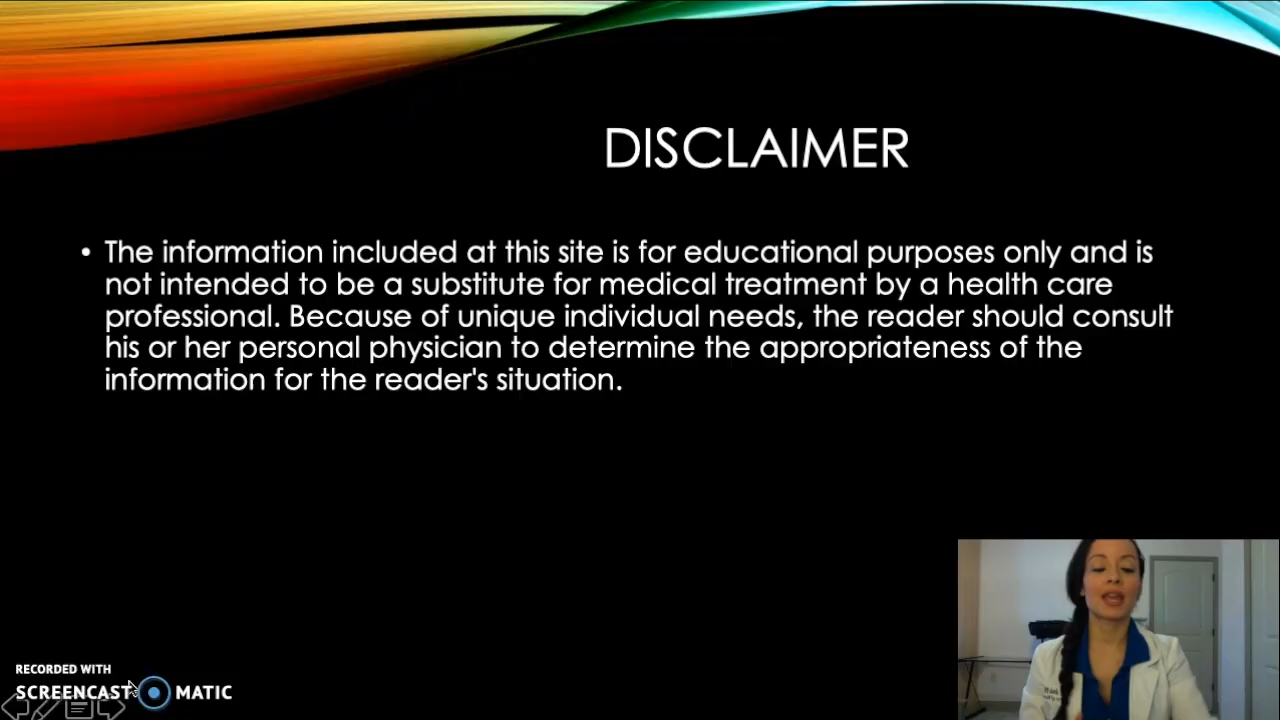 DISCLAIMER
• The information included at this site is for educational purposes only and is
not intended to be a substitute for medical treatment by a health care
professional. Because of unique individual needs, the reader should consult
his or her personal physician to determine the appropriateness of the
information for the reader's situation.
RECORDED WITH
SCREENCAST MATIC